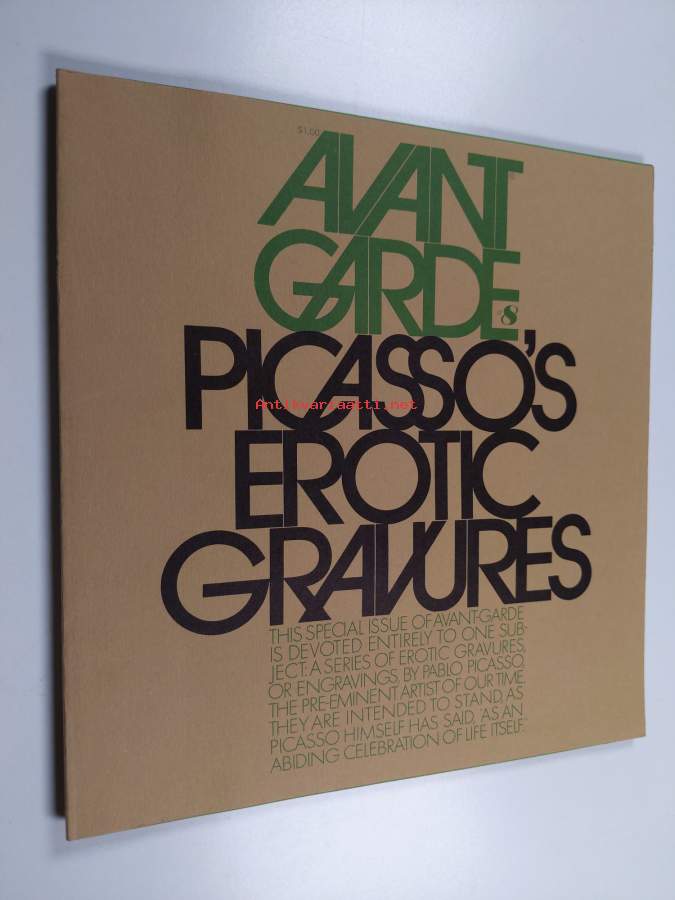 $1.00
AVANT
GARDE
#8
PICASSO'S
Antikvariaatti.net
EROTIC
GRAVURES
THIS SPECIAL ISSUE OF AVANT-GARDE
IS DEVOTED ENTIRELY TO ONE SUB-
JECT: A SERIES OF EROTIC GRAVURES,
OR ENGRAVINGS, BY PABLO PICASSO,
THE PRE-EMINENT ARTIST OF OUR TIME.
THEY ARE INTENDED TO STAND, AS
PICASSO HIMSELF HAS SAID, "AS AN
ABIDING CELEBRATION OF LIFE ITSELF."